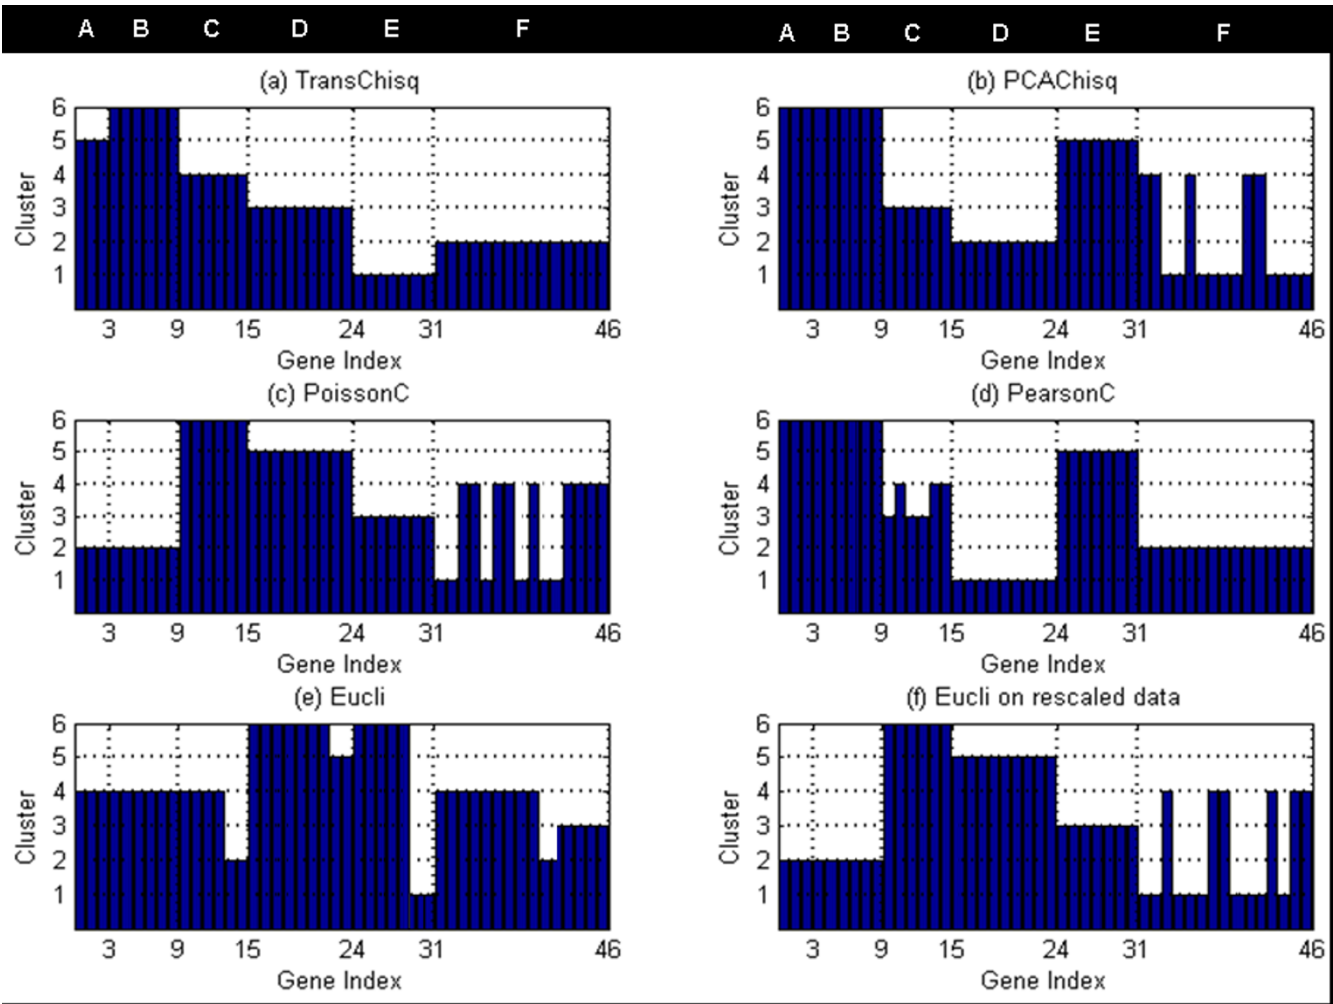 A B C D E F A B C D E F
(a) TransChisq
6
5
4
3
2
1
Cluster
3 9 15 24 31 46
Gene Index
(b) PCAChisq
6
5
4
3
2
1
Cluster
3 9 15 24 31 46
Gene Index
(c) PoissonC
6
5
4
3
2
1
Cluster
3 9 15 24 31 46
Gene Index
(d) PearsonC
6
5
4
3
2
1
Cluster
3 9 15 24 31 46
Gene Index
(e) Eucli
6
5
4
3
2
1
Cluster
3 9 15 24 31 46
Gene Index
(f) Eucli on rescaled data
6
5
4
3
2
1
Cluster
3 9 15 24 31 46
Gene Index